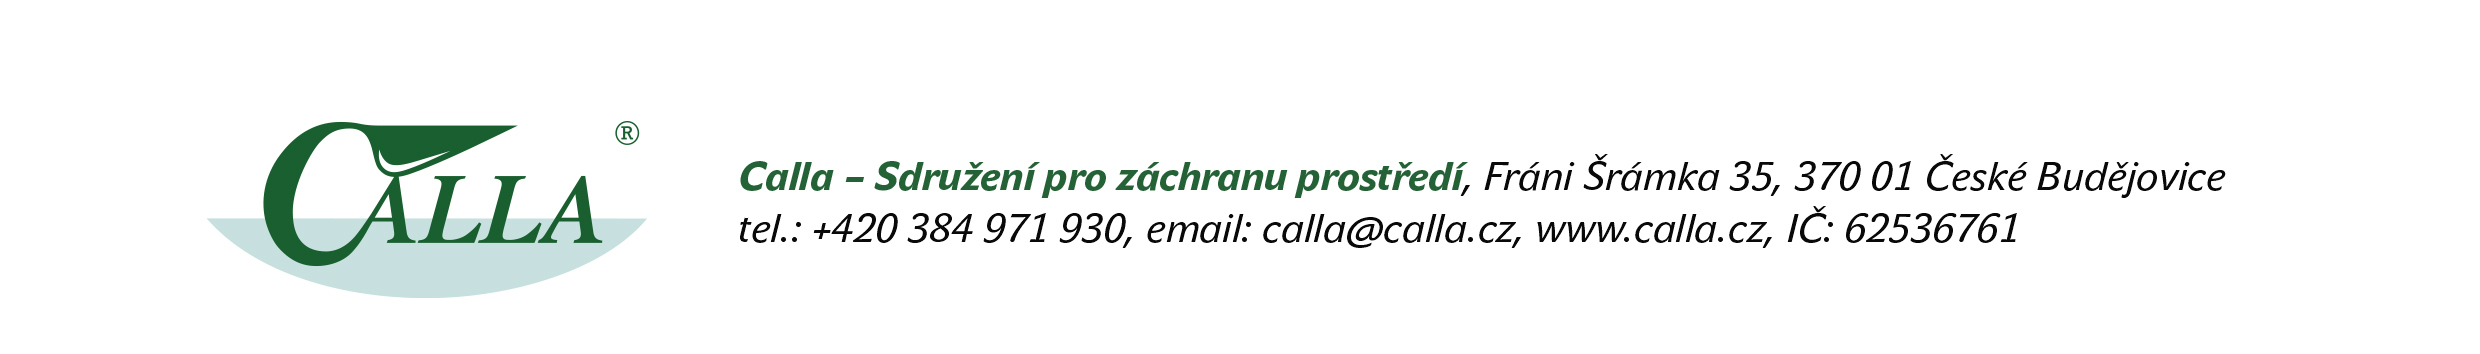 CALLA ®
Calla – Sdružení pro záchranu prostředí, Fráni Šrámka 35, 370 01 České Budějovice
tel.: +420 384 971 930, email: calla@calla.cz, www.calla.cz, IČ: 62536761